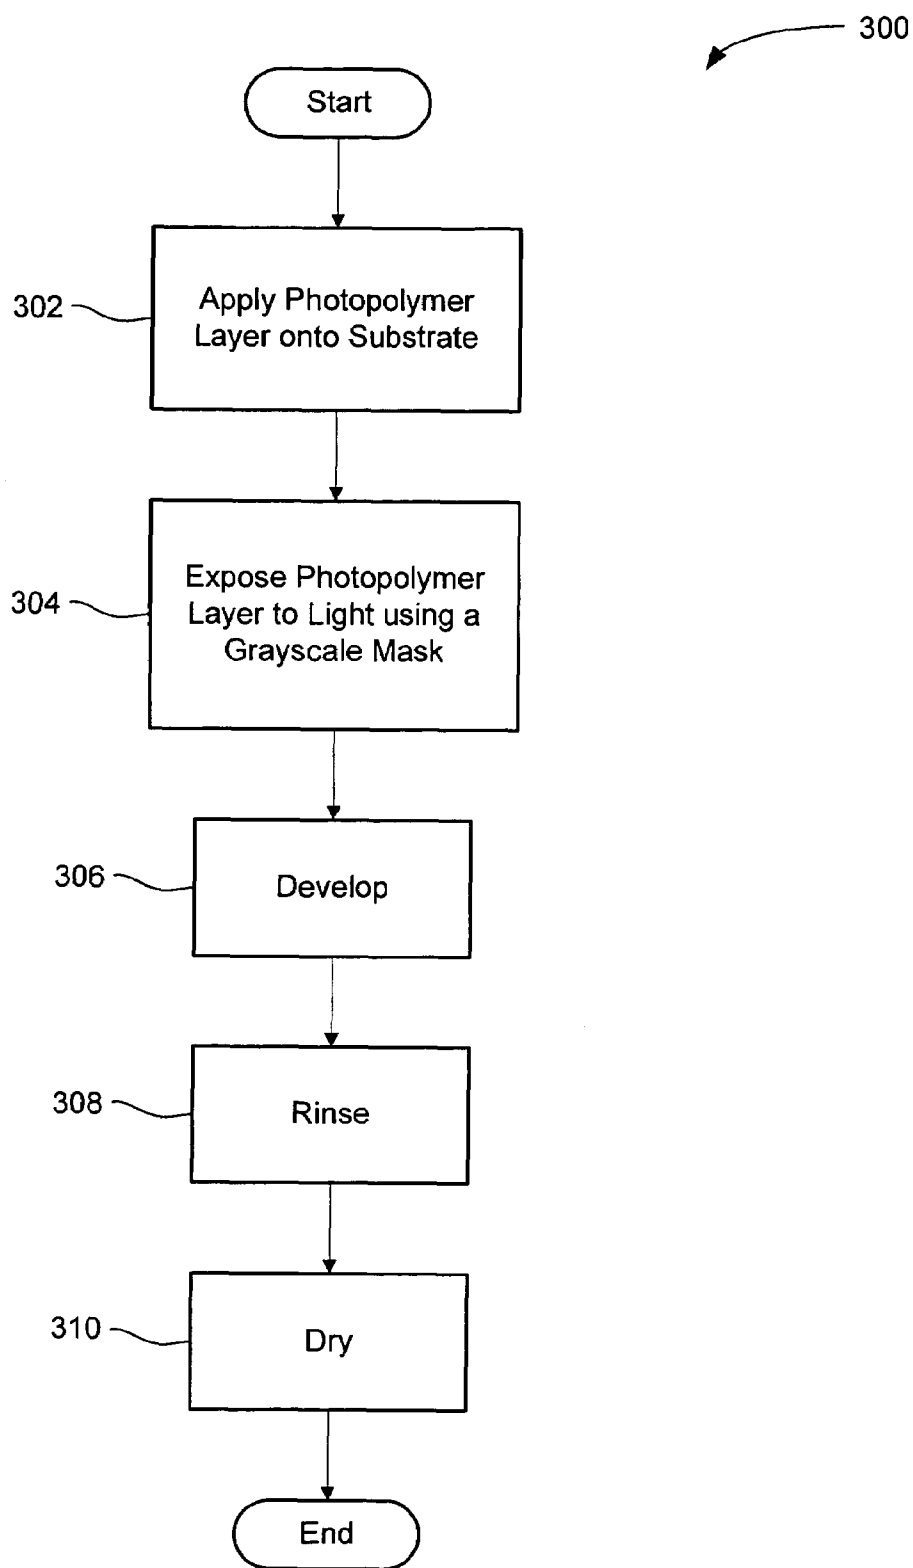 300
Start
302
Apply Photopolymer
Layer onto Substrate
304
Expose Photopolymer
Layer to Light using a
Grayscale Mask
306
Develop
308
Rinse
310
Dry
End